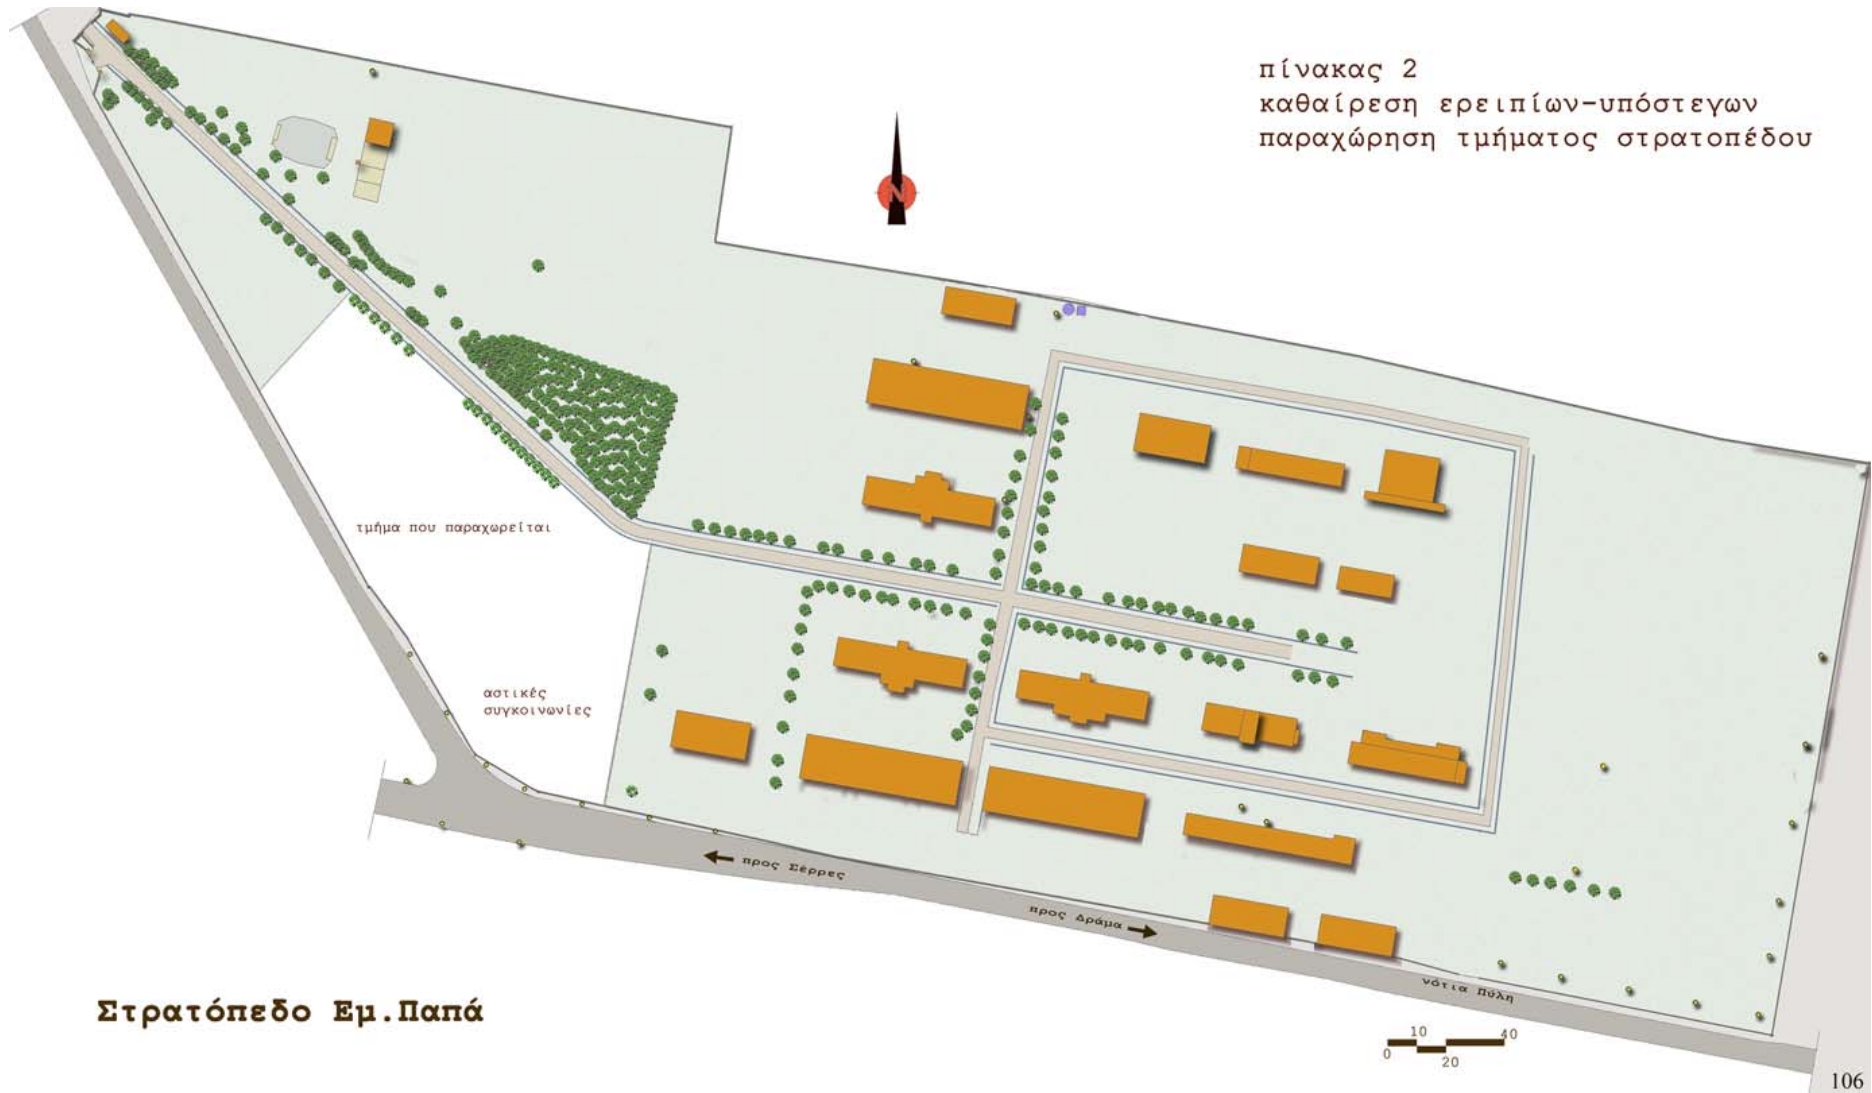 πίνακας 2
καθαίρεση ερειπίων-υπόστεγων
παραχώρηση τμήματος στρατοπέδου
N
τμήμα που παραχωρείται
αστικές
συγκοινωνίες
προς Σέρρες
προς Δράμα
νότια Πύλη
Στρατόπεδο Εμ.Παπά
10 40
0 20
106